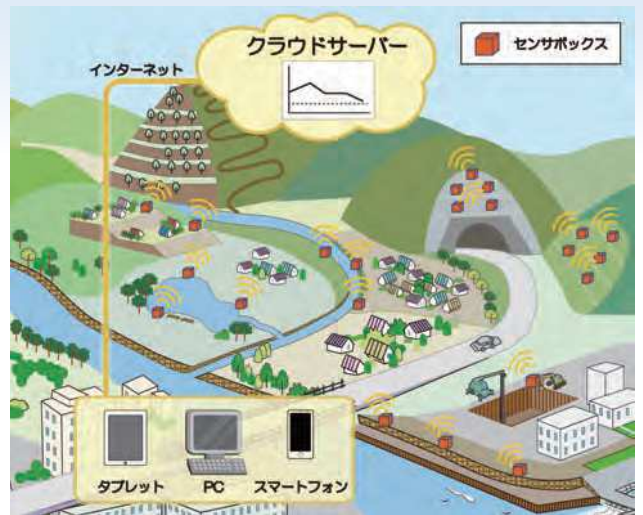 クラウドサーバー
センサボックス
インターネット
タブレット
PC
スマートフォン